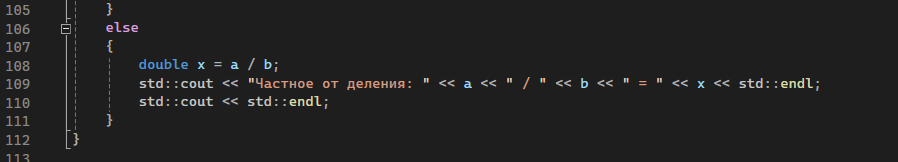 105 }
106 else
107 {
108 double x = a / b;
109 std::cout << "Частное от деления: " << a << " / " << b << " = " << x << std::endl;
110 std::cout << std::endl;
111 }
112 }
113